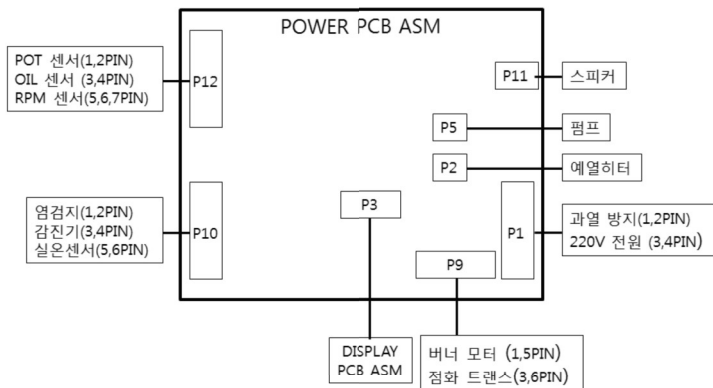 POWER PCB ASM
POT 센서(1,2PIN)
OIL 센서 (3,4PIN)
RPM 센서(5,6,7PIN)
P12
P11
스피커
P5
펌프
P2
예열히터
염검지(1,2PIN)
감진기(3,4PIN)
실온센서(5,6PIN)
P10
P3
P1
과열 방지(1,2PIN)
220V 전원 (3,4PIN)
P9
DISPLAY
PCB ASM
버너 모터 (1,5PIN)
점화 드랜스(3,6PIN)